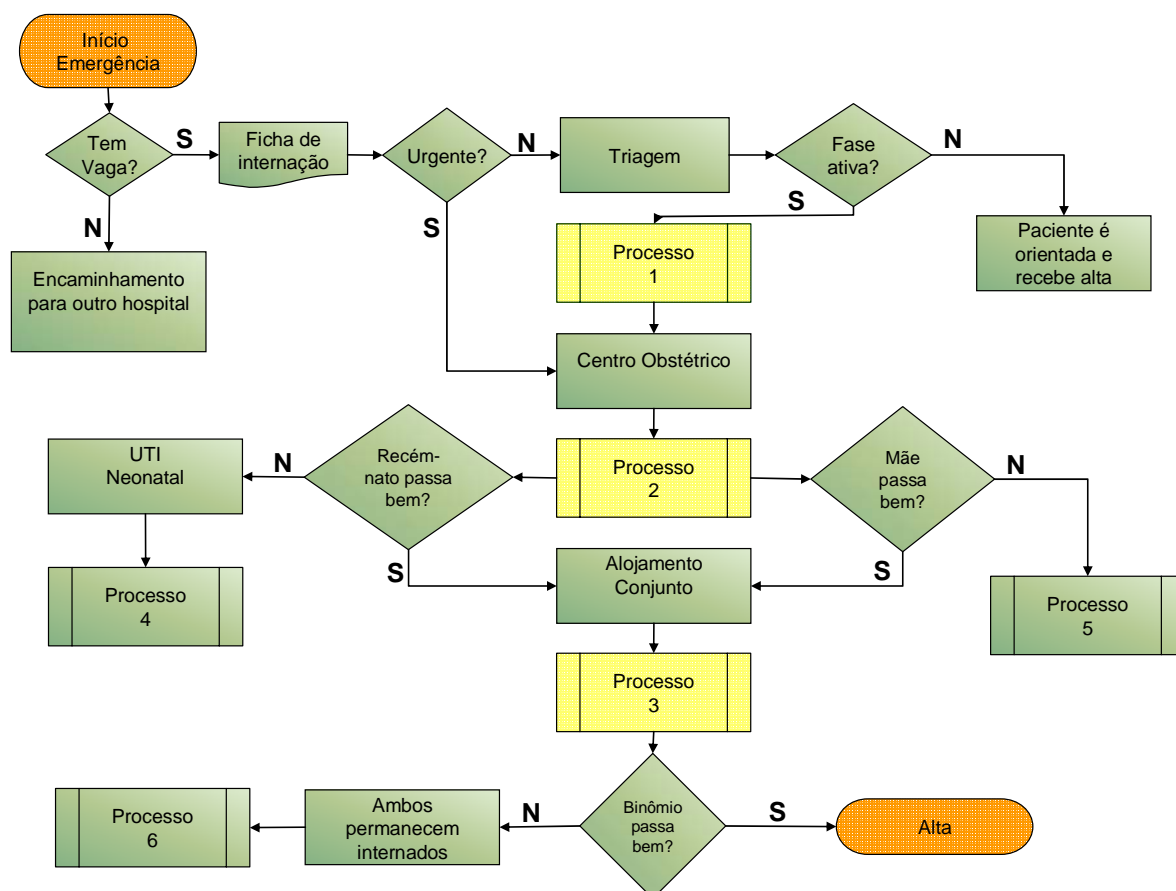 Início
Emergência
Tem
Vaga?
S
Ficha de
internação
Urgente?
N
Triagem
Fase
ativa?
N
N
S
S
Encaminhamento
para outro hospital
Processo
1
Paciente é
orientada e
recebe alta
Centro Obstétrico
UTI
Neonatal
N
Recém-
nato passa
bem?
Processo
2
Mãe
passa
bem?
N
S
Alojamento
Conjunto
S
Processo
4
Processo
5
Processo
3
Processo
6
Ambos
permanecem
internados
N
Binômio
passa
bem?
S
Alta